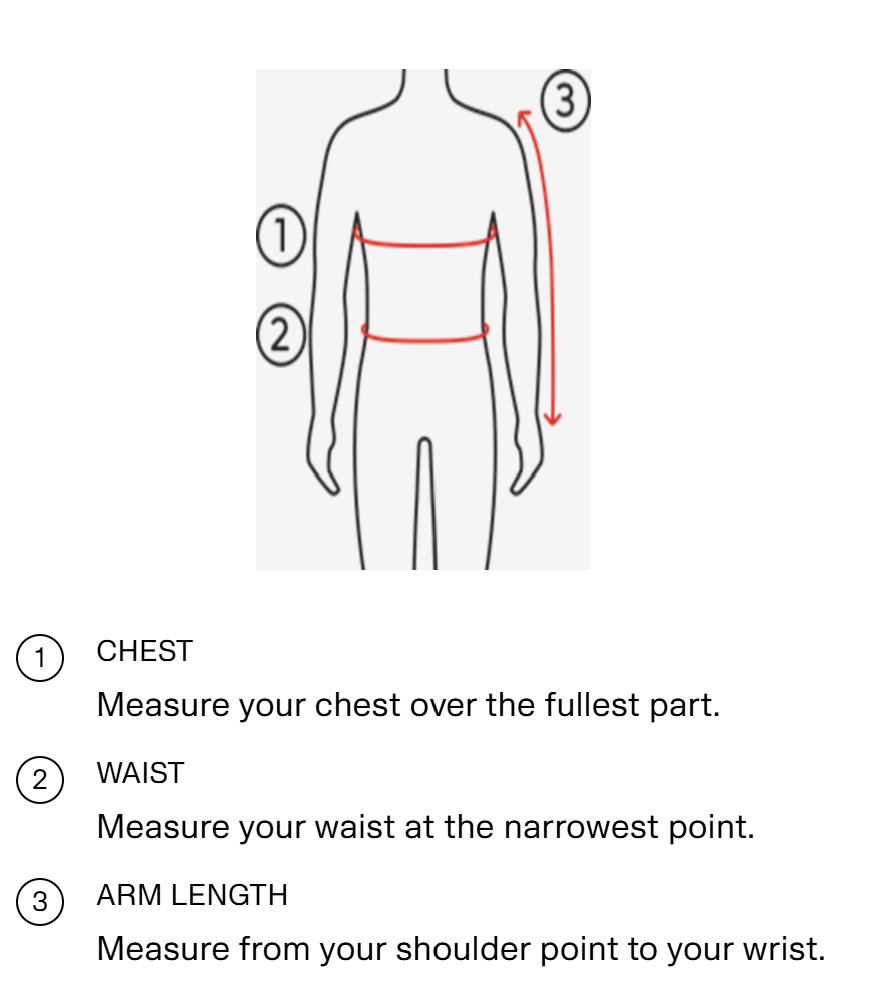 3
1
2
1 CHEST
Measure your chest over the fullest part.
2 WAIST
Measure your waist at the narrowest point.
3 ARM LENGTH
Measure from your shoulder point to your wrist.